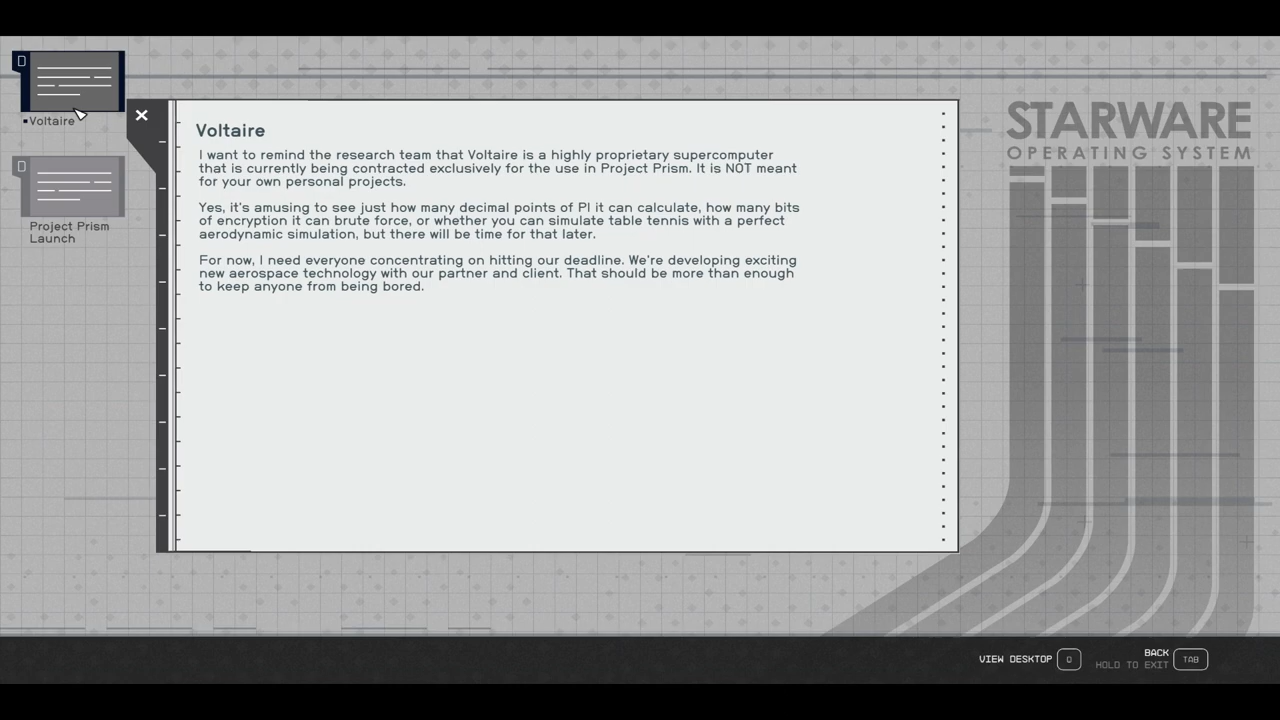 D
Voltaire
D
Project Prism
Launch
×
Voltaire
I want to remind the research team that Voltaire is a highly proprietary supercomputer
that is currently being contracted exclusively for the use in Project Prism. It is NOT meant
for your own personal projects.
Yes, it's amusing to see just how many decimal points of PI it can calculate, how many bits
of encryption it can brute force, or whether you can simulate table tennis with a perfect
aerodynamic simulation, but there will be time for that later.
For now, I need everyone concentrating on hitting our deadline. We're developing exciting
new aerospace technology with our partner and client. That should be more than enough
to keep anyone from being bored.
STARWARE
OPERATING SYSTEM
VIEW DESKTOP Q
BACK
HOLD TO EXIT TAB